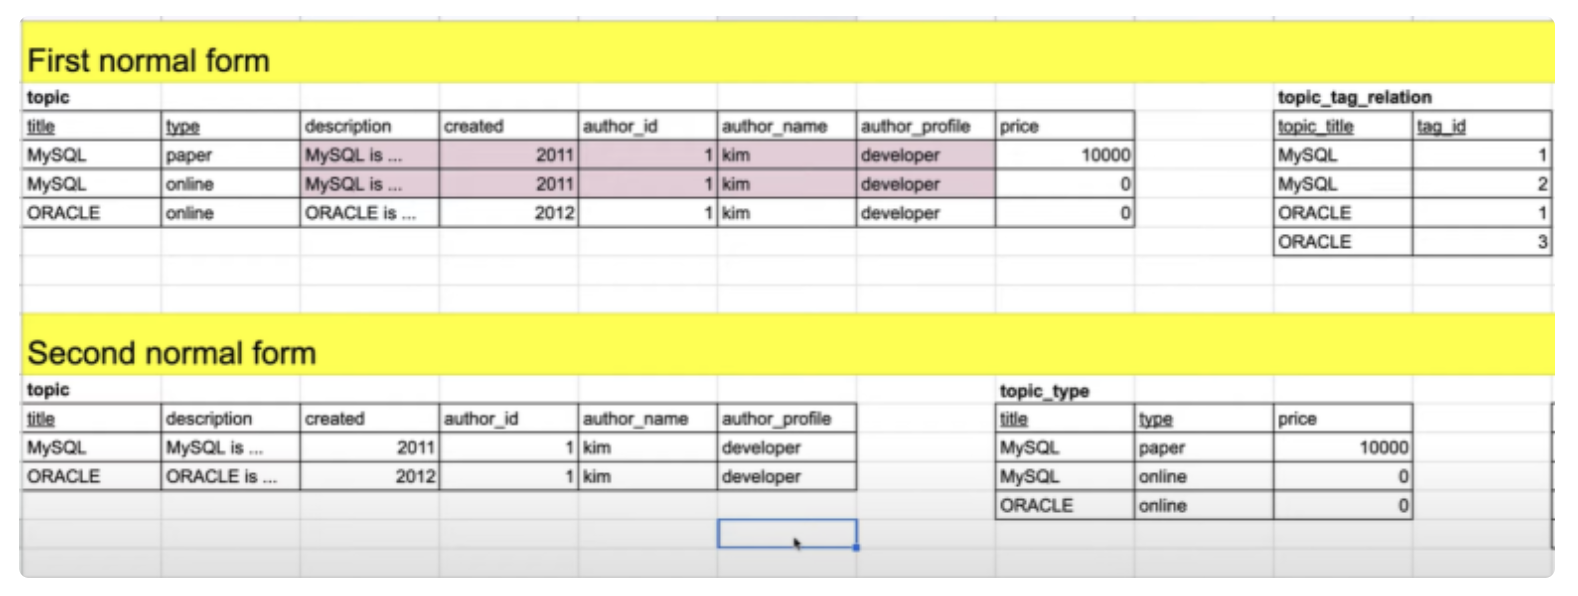 First normal form
topic topic_tag_relation
title type description created author_id author_name author_profile price topic_title tag_id
MySQL paper MySQL is ... 2011 1 kim developer 10000 MySQL 1
MySQL online MySQL is ... 2011 1 kim developer 0 MySQL 2
ORACLE online ORACLE is ... 2012 1 kim developer 0 ORACLE 1
ORACLE 3
Second normal form
topic topic_type
title description created author_id author_name author_profile title type price
MySQL MySQL is ... 2011 1 kim developer MySQL paper 10000
ORACLE ORACLE is ... 2012 1 kim developer MySQL online 0
ORACLE online 0